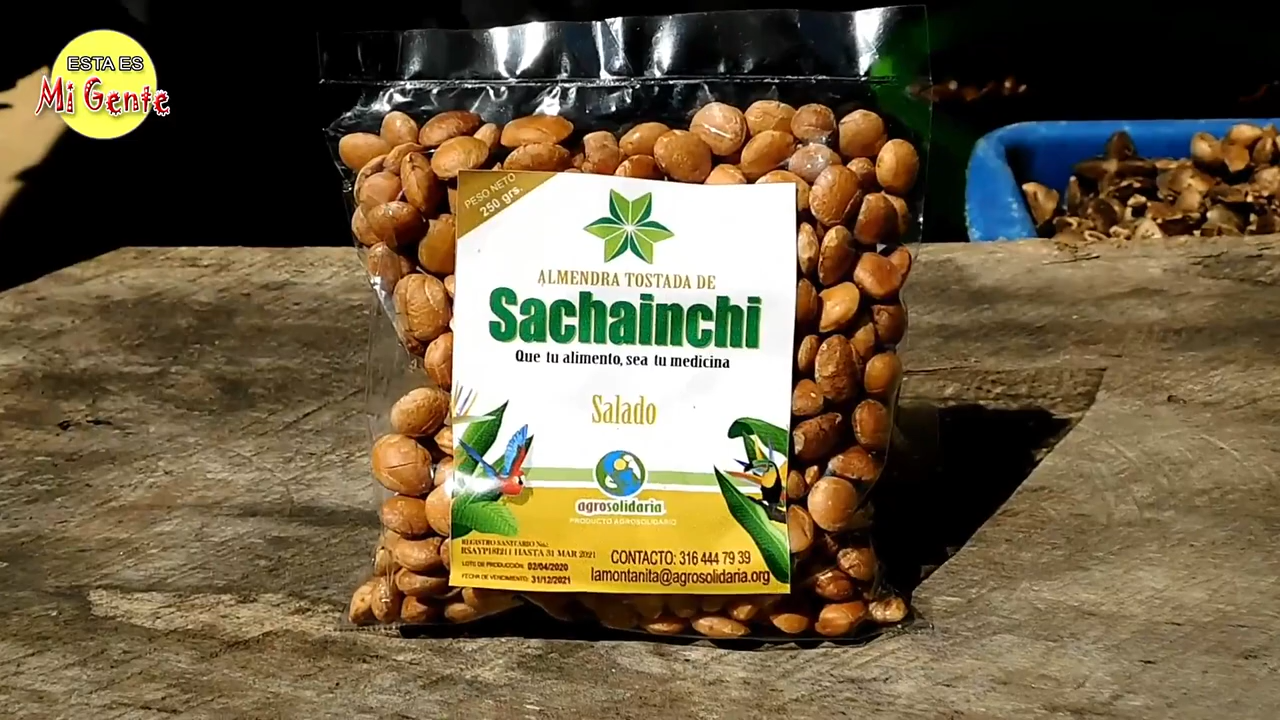 ESTA ES
Mi Gente
PESO NETO
250 grs.
ALMENDRA TOSTADA DE
Sachainchi
Que tu alimento, sea tu medicina
Salado
agrosolidaria
PRODUCTO AGROSOLIDARIO
REGISTRO SANITARIO No.:
HASTA 31 MAR 2021
LOTE DE PRODUCCIÓN: 02/04/2020
FECHA DE VENCIMIENTO: 31/12/2021
CONTACTO: 316 444 79 39
lamontanita@agrosolidaria.org